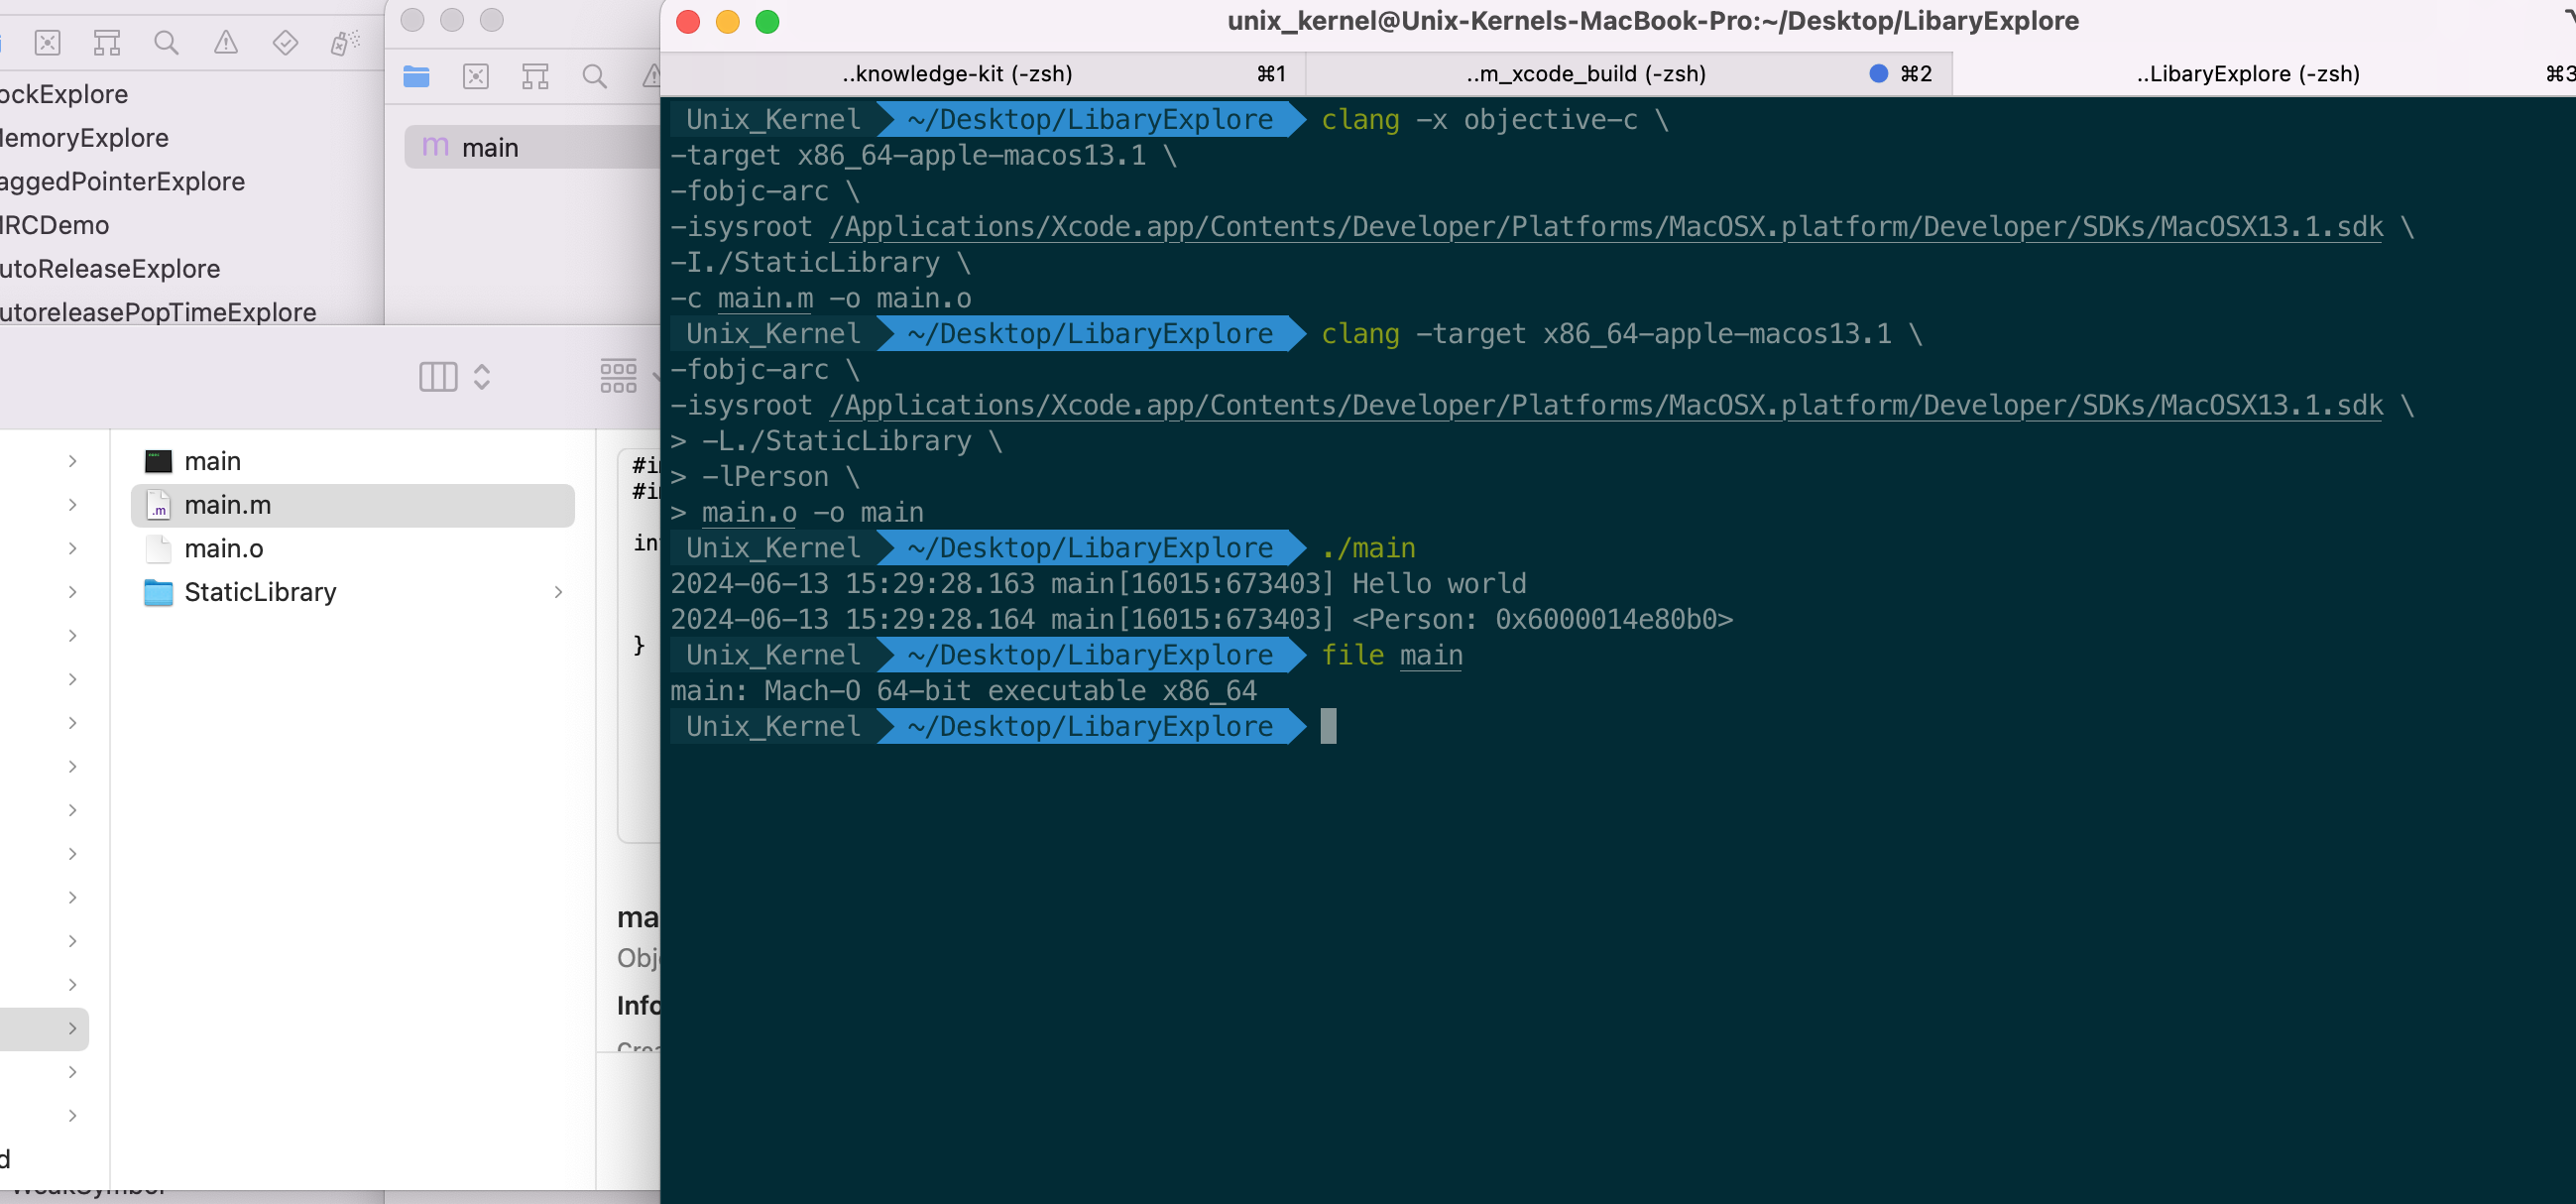 unix_kernel@Unix-Kernels-MacBook-Pro:~/Desktop/LibaryExplore
..knowledge-kit (-zsh) ⌘1
..m_xcode_build (-zsh) ⌘2
..LibaryExplore (-zsh) ⌘3
ockExplore
lemoryExplore
aggedPointerExplore
IRCDemo
utoReleaseExplore
utoreleasePopTimeExplore
m main
main
main.m
main.o
StaticLibrary
#i
#i
in
}
ma
Obj
Info
d
Unix_Kernel ~/Desktop/LibaryExplore clang -x objective-c \
-target x86_64-apple-macos13.1 \
-fobjc-arc \
-isysroot /Applications/Xcode.app/Contents/Developer/Platforms/MacOSX.platform/Developer/SDKs/MacOSX13.1.sdk \
-I./StaticLibrary \
-c main.m -o main.o
Unix_Kernel ~/Desktop/LibaryExplore clang -target x86_64-apple-macos13.1 \
-fobjc-arc \
-isysroot /Applications/Xcode.app/Contents/Developer/Platforms/MacOSX.platform/Developer/SDKs/MacOSX13.1.sdk \
> -L./StaticLibrary \
> -lPerson \
> main.o -o main
Unix_Kernel ~/Desktop/LibaryExplore ./main
2024-06-13 15:29:28.163 main[16015:673403] Hello world
2024-06-13 15:29:28.164 main[16015:673403] <Person: 0x6000014e80b0>
Unix_Kernel ~/Desktop/LibaryExplore file main
main: Mach-O 64-bit executable x86_64
Unix_Kernel ~/Desktop/LibaryExplore